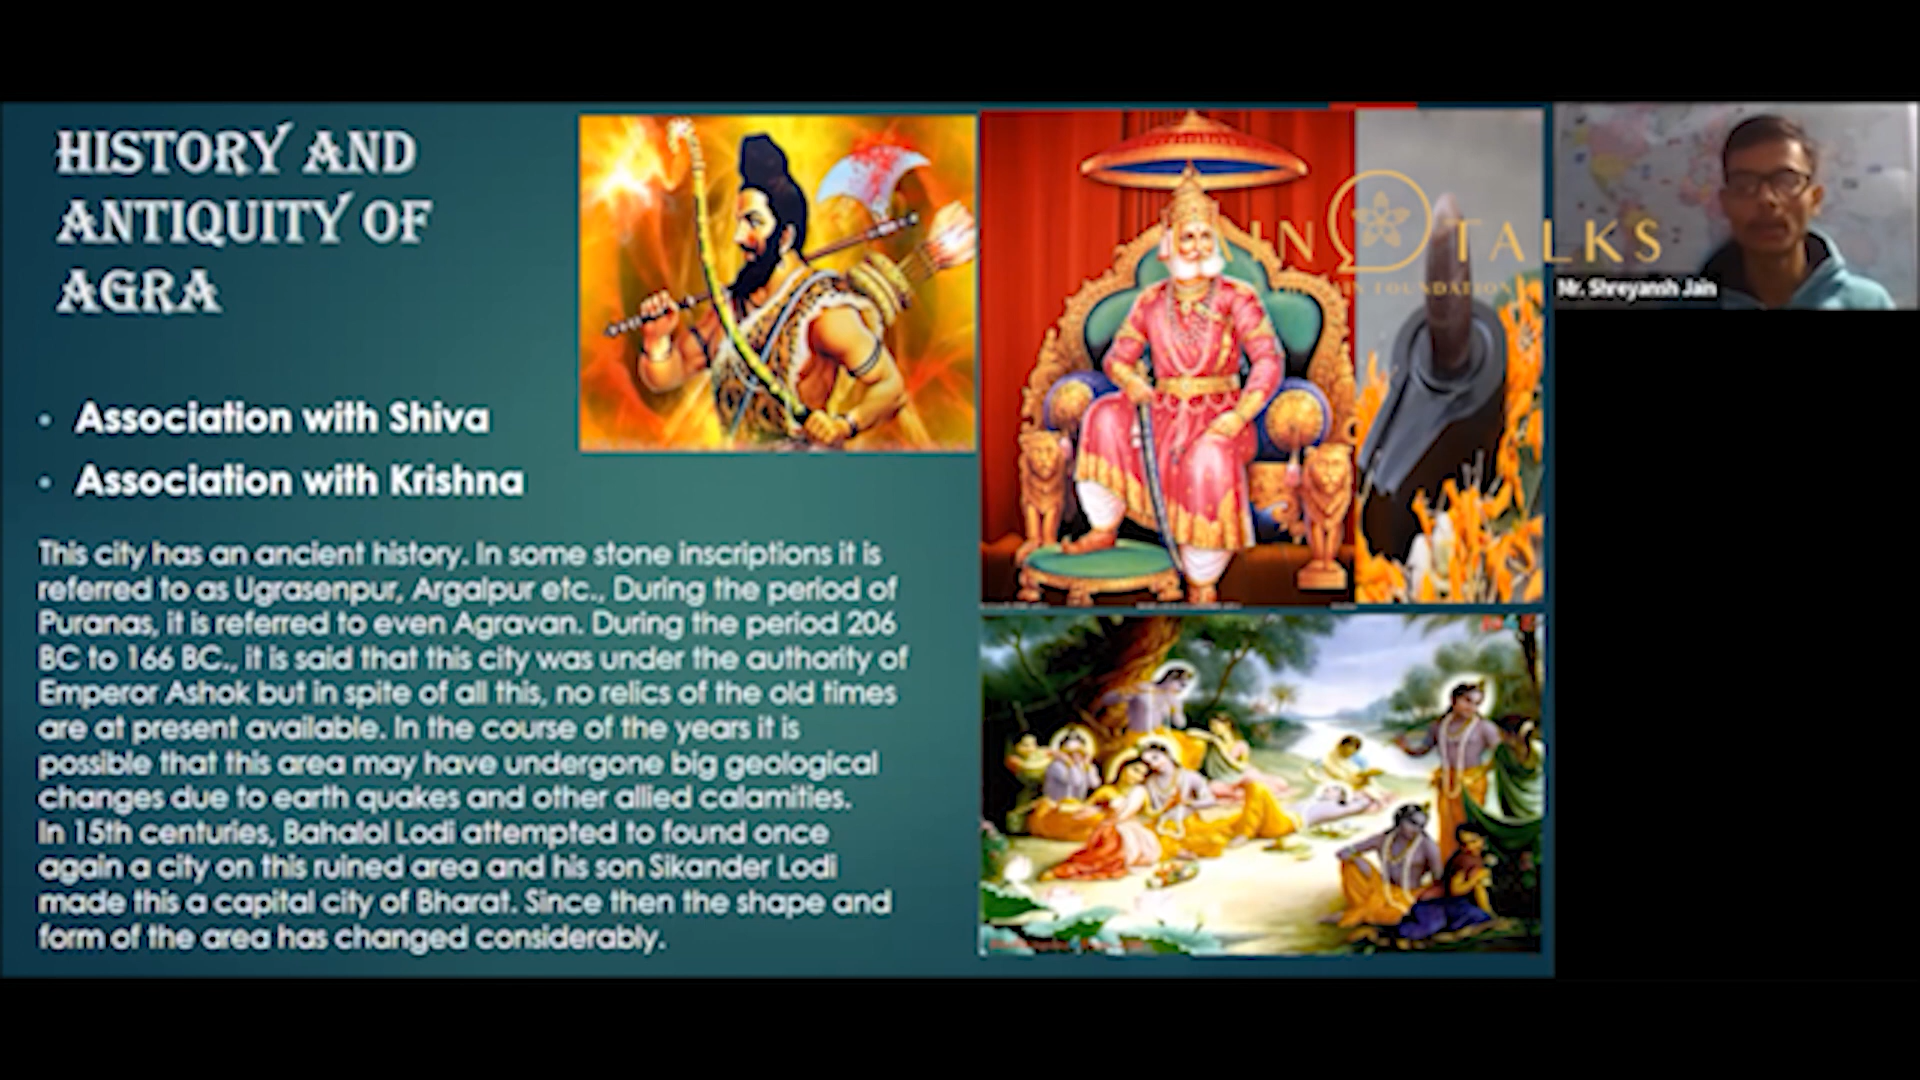 HISTORY AND
ANTIQUITY OF
AGRA
• Association with Shiva
• Association with Krishna
This city has an ancient history. In some stone inscriptions it is
referred to as Ugrasenpur, Argalpur etc., During the period of
Puranas, it is referred to even Agravan. During the period 206
BC to 166 BC., it is said that this city was under the authority of
Emperor Ashok but in spite of all this, no relics of the old times
are at present available. In the course of the years it is
possible that this area may have undergone big geological
changes due to earth quakes and other allied calamities.
In 15th centuries, Bahalol Lodi attempted to found once
again a city on this ruined area and his son Sikander Lodi
made this a capital city of Bharat. Since then the shape and
form of the area has changed considerably.
AIN TALKS
FOUNDATION
Mr. Shreyansh Jain